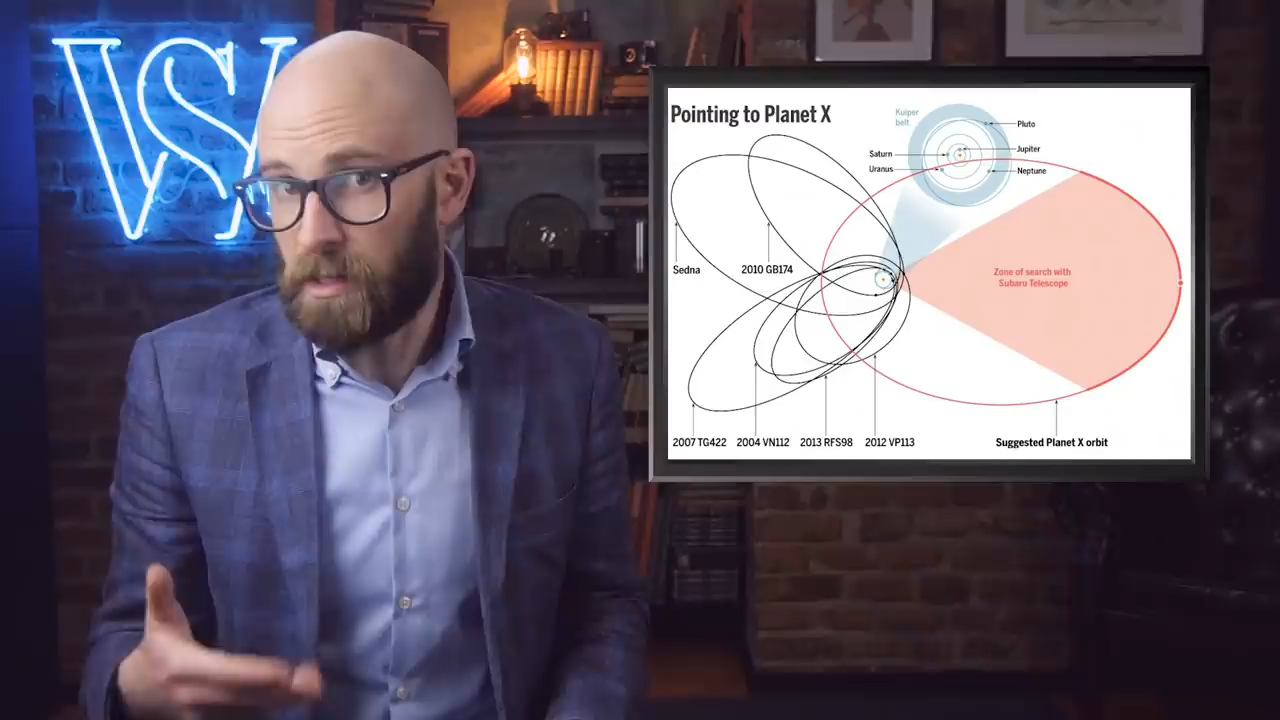 WS
Pointing to Planet X
Kuiper
belt
Pluto
Jupiter
Saturn
Uranus
Neptune
Sedna
2010 GB174
Zone of search with
Subaru Telescope
2007 TG422
2004 VN112
2013 RFS98
2012 VP113
Suggested Planet X orbit